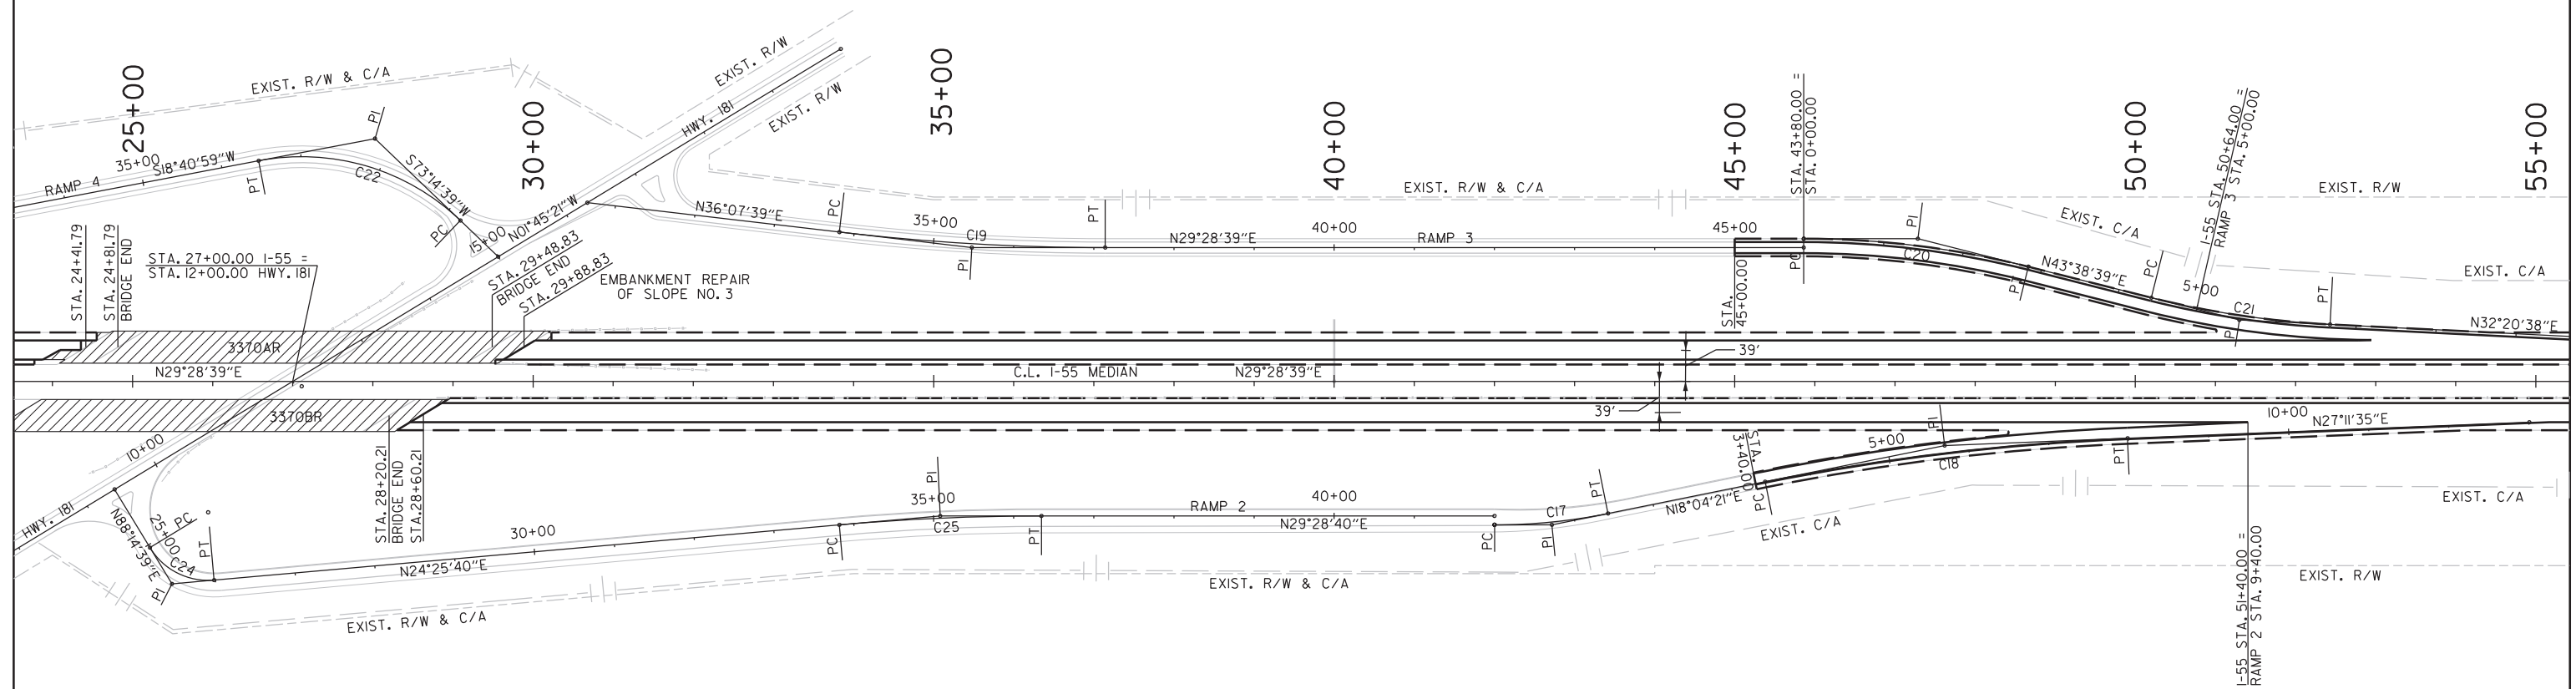 25+00
30+00
35+00
40+00
45+00
50+00
55+00
EXIST. R/W & C/A
EXIST. R/W
HWY. 181
EXIST. R/W
PI
35+00
RAMP 4
S18°40'59"W
PT
C22
S73°14'39"W
PC
15+00
N01°45'21"W
N36°07'39"E
PC
35+00
C19
PI
PT
N29°28'39"E
40+00
RAMP 3
45+00
EXIST. R/W & C/A
STA. 43+80.00 =
STA. 0+00.00
PC
PI
C20
PT
N43°38'39"E
PC
5+00
C21
PI
PT
N32°20'38"E
EXIST. C/A
EXIST. R/W
EXIST. C/A
I-55 STA. 50+64.00 =
RAMP 3 STA. 5+00.00
STA.
45+00.00
STA. 24+41.79
STA. 24+81.79
BRIDGE END
STA. 27+00.00 I-55 =
STA. 12+00.00 HWY. 181
STA. 29+48.83
BRIDGE END
STA. 29+88.83
EMBANKMENT REPAIR
OF SLOPE NO. 3
3370AR
N29°28'39"E
C.L. I-55 MEDIAN
N29°28'39"E
39'
39'
3370BR
10+00
HWY. 181
N88°14'39"E
25+00
PC
C24
PI
PT
STA. 28+20.21
BRIDGE END
STA. 28+60.21
N24°25'40"E
30+00
PC
35+00
PI
C25
PT
RAMP 2
40+00
N29°28'40"E
PC
C17
PI
PT
N18°04'21"E
STA.
3+40.00
PC
5+00
PI
C18
PT
10+00
N27°11'35"E
EXIST. C/A
EXIST. C/A
EXIST. R/W
EXIST. R/W & C/A
EXIST. R/W & C/A
I-55 STA. 51+40.00 =
RAMP 2 STA. 9+40.00